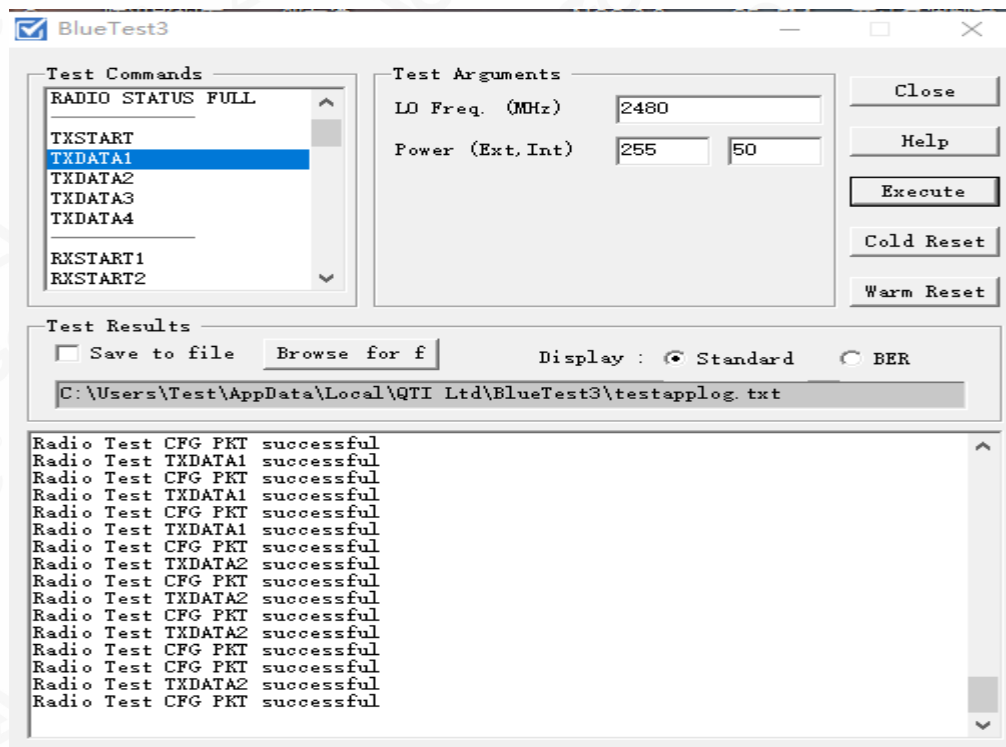 BlueTest3
Test Commands
RADIO STATUS FULL
TXSTART
TXDATA1
TXDATA2
TXDATA3
TXDATA4
RXSTART1
RXSTART2
Test Arguments
LO Freq. (MHz) 2480
Power (Ext,Int) 255 50
Close
Help
Execute
Cold Reset
Warm Reset
Test Results
Save to file Browse for f Display : Standard BER
C:\Users\Test\AppData\Local\QTI Ltd\BlueTest3\testapplog.txt
Radio Test CFG PKT successful
Radio Test TXDATA1 successful
Radio Test CFG PKT successful
Radio Test TXDATA1 successful
Radio Test CFG PKT successful
Radio Test TXDATA1 successful
Radio Test CFG PKT successful
Radio Test TXDATA2 successful
Radio Test CFG PKT successful
Radio Test TXDATA2 successful
Radio Test CFG PKT successful
Radio Test TXDATA2 successful
Radio Test CFG PKT successful
Radio Test CFG PKT successful
Radio Test TXDATA2 successful
Radio Test CFG PKT successful